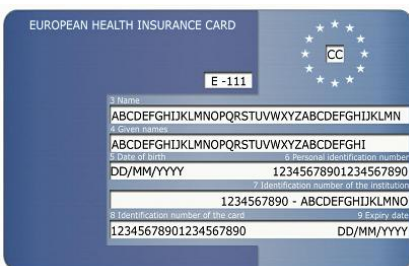 EUROPEAN HEALTH INSURANCE CARD
CC
E -111
3 Name
ABCDEFGHIJKLMNOPQRSTUVWXYZABCDEFGHIJKLMN
4 Given names
ABCDEFGHIJKLMNOPQRSTUVWXYZABCDEFGHI
5 Date of birth 6 Personal identification number
DD/MM/YYYY 12345678901234567890
7 Identification number of the institution
1234567890 - ABCDEFGHIJKLMNO
8 Identification number of the card 9 Expiry date
12345678901234567890 DD/MM/YYYY